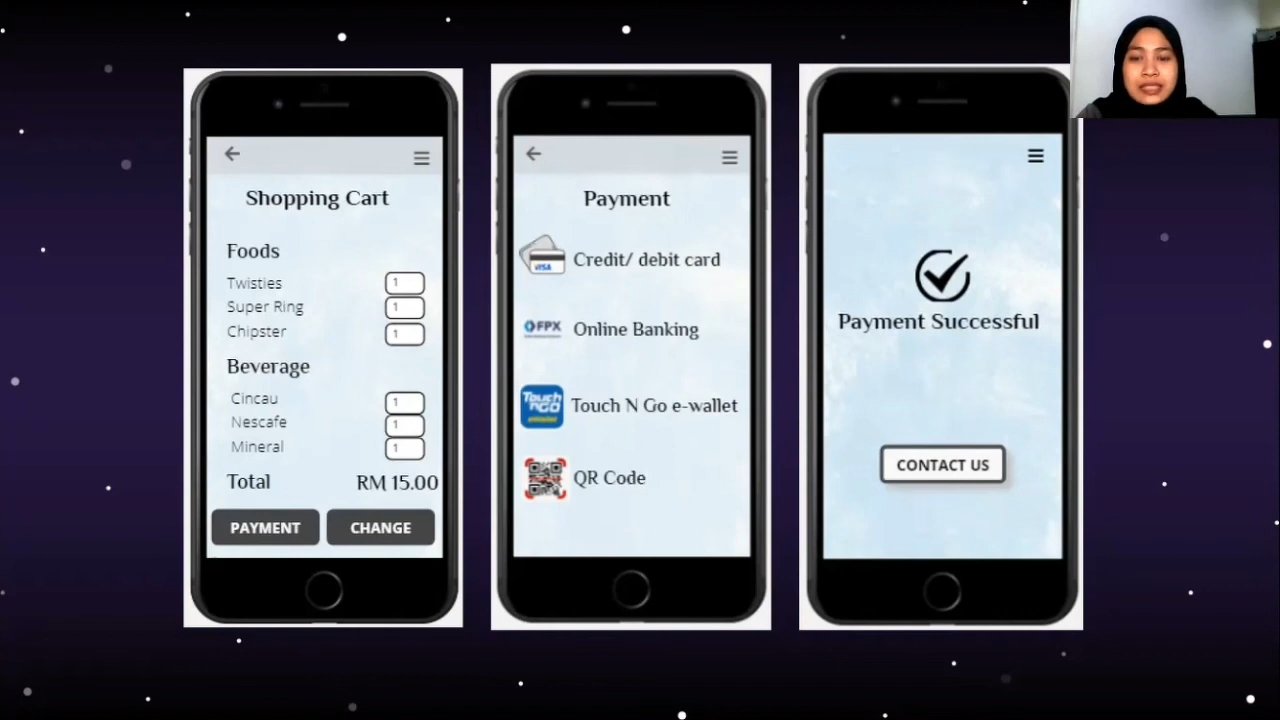 Shopping Cart
Foods
Twisties 1
Super Ring 1
Chipster 1
Beverage
Cincau 1
Nescafe 1
Mineral 1
Total RM 15.00
PAYMENT CHANGE
Payment
VISA
Credit/ debit card
FPX
Online Banking
Touch
'nGO
Touch N Go e-wallet
QR Code
Payment Successful
CONTACT US